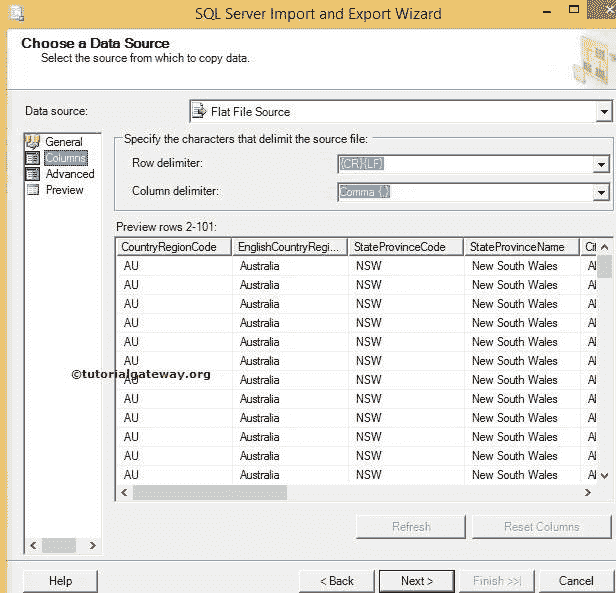 SQL Server Import and Export Wizard
Choose a Data Source
Select the source from which to copy data.
Data source: Flat File Source
General
Columns
Advanced
Preview
Specify the characters that delimit the source file:
Row delimiter: {CR}{LF}
Column delimiter: Comma {,}
Preview rows 2-101:
CountryRegionCode EnglishCountryRegi... StateProvinceCode StateProvinceName Cit
AU Australia NSW New South Wales Al
AU Australia NSW New South Wales Al
AU Australia NSW New South Wales Al
AU Australia NSW New South Wales Al
AU Australia NSW New South Wales Al
AU Australia NSW New South Wales Al
©tutorialgateway.org
AU Australia NSW New South Wales Al
AU Australia NSW New South Wales Al
AU Australia NSW New South Wales Al
AU Australia NSW New South Wales Al
AU Australia NSW New South Wales Al
AU Australia NSW New South Wales Al
Refresh Reset Columns
Help < Back Next > Finish >>| Cancel